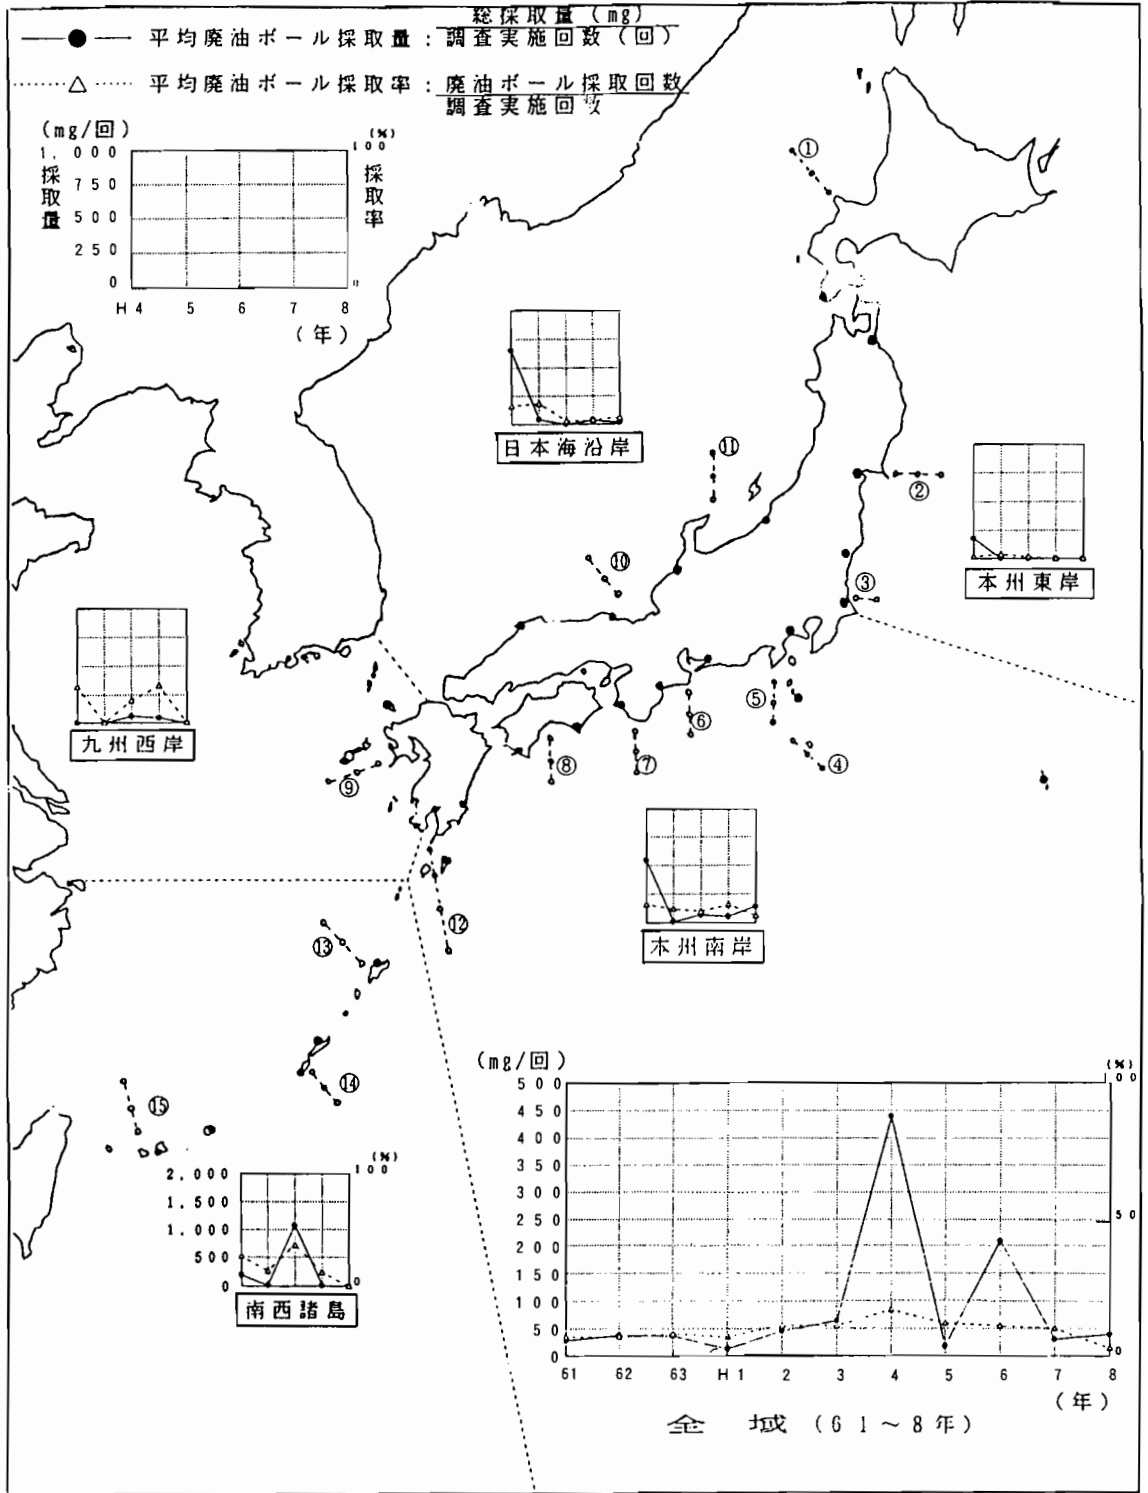 総採取量(mg)
平均廃油ボール採取量:調査実施回数(回)
平均廃油ボール採取率:廃油ボール採取回数
調査実施回数
(mg/回)
(%)
1,000
100
750
500
250
0
採取量
採取率
H4 5 6 7 8
(年)
①
日本海沿岸
⑪
②
本州東岸
⑩
③
九州西岸
⑤
⑥
④
⑧
⑦
⑨
本州南岸
⑫
⑬
⑭
⑮
(%)
2,000
100
1,500
1,000
500
0
0
南西諸島
(mg/回)
(%)
500
450
400
350
300
250
200
150
100
50
0
50
0
61 62 63 H1 2 3 4 5 6 7 8
(年)
全域(61~8年)